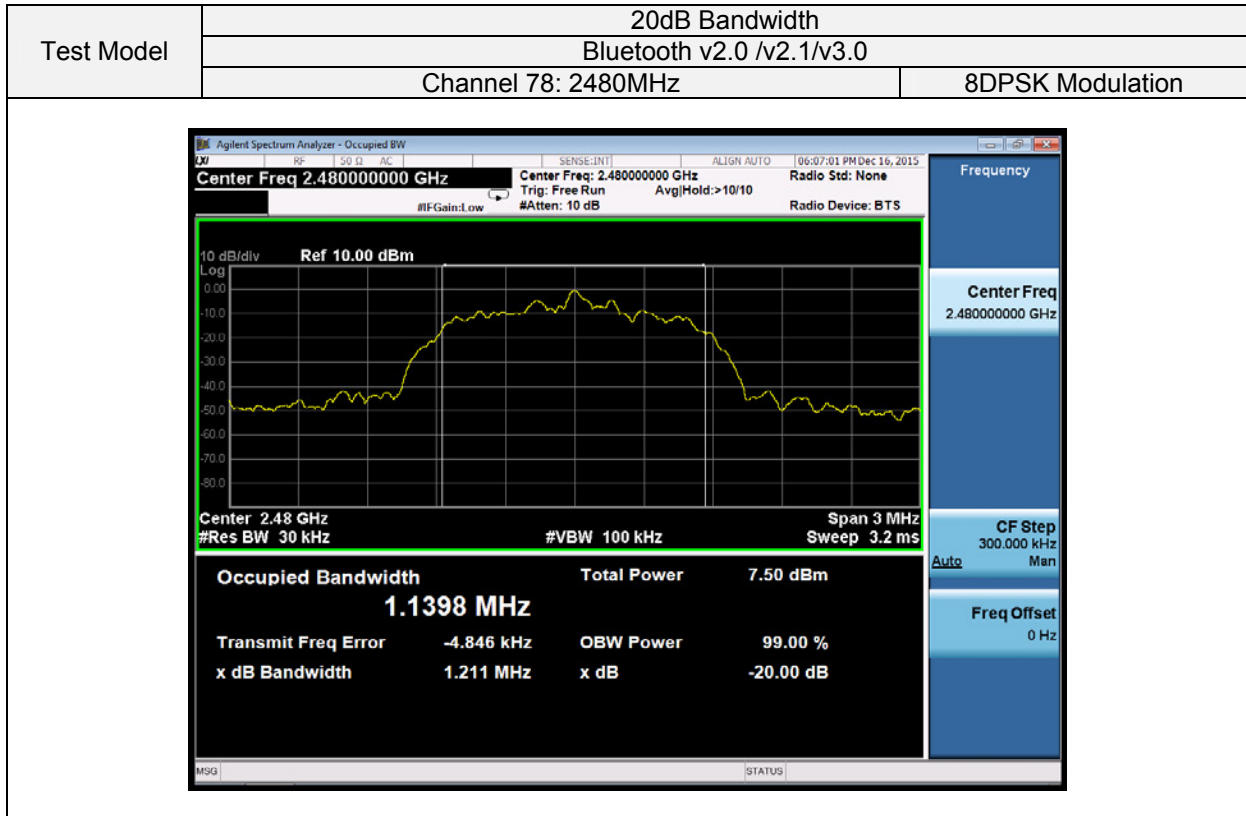 20dB Bandwidth
Test Model
Bluetooth v2.0 /v2.1/v3.0
Channel 78: 2480MHz 8DPSK Modulation
Agilent Spectrum Analyzer - Occupied BW
LXI RF 50 Ω AC SENSE:INT ALIGN AUTO 06:07:01 PM Dec 16, 2015
Center Freq 2.480000000 GHz
Center Freq: 2.480000000 GHz Radio Std: None
Trig: Free Run Avg|Hold:>10/10
#IFGain:Low #Atten: 10 dB Radio Device: BTS
10 dB/div Ref 10.00 dBm
Log
0.00
-10.0
-20.0
-30.0
-40.0
-50.0
-60.0
-70.0
-80.0
Center 2.48 GHz Span 3 MHz
#Res BW 30 kHz #VBW 100 kHz Sweep 3.2 ms
Occupied Bandwidth Total Power 7.50 dBm
1.1398 MHz
Transmit Freq Error -4.846 kHz OBW Power 99.00 %
x dB Bandwidth 1.211 MHz x dB -20.00 dB
MSG STATUS
Frequency
Center Freq
2.480000000 GHz
CF Step
300.000 kHz
Auto Man
Freq Offset
0 Hz